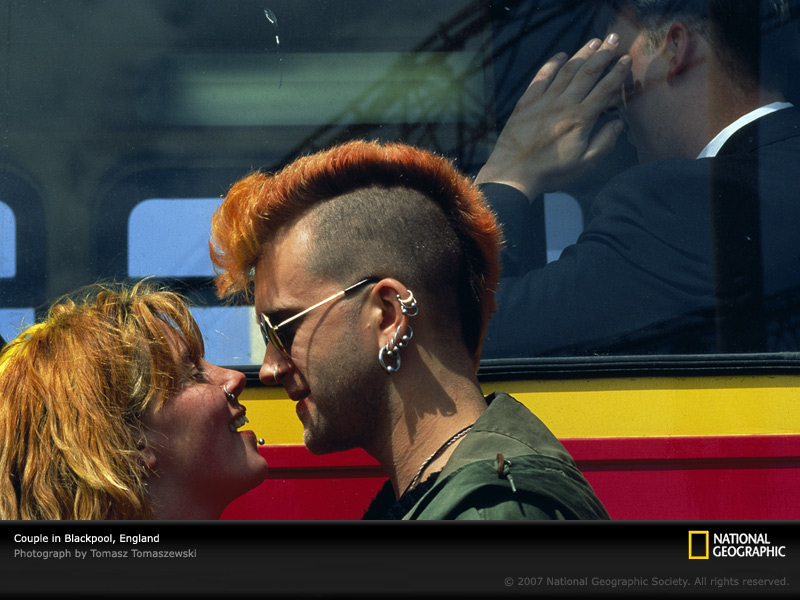 Couple in Blackpool, England
Photograph by Tomasz Tomaszewski
NATIONAL
GEOGRAPHIC
© 2007 National Geographic Society. All rights reserved.